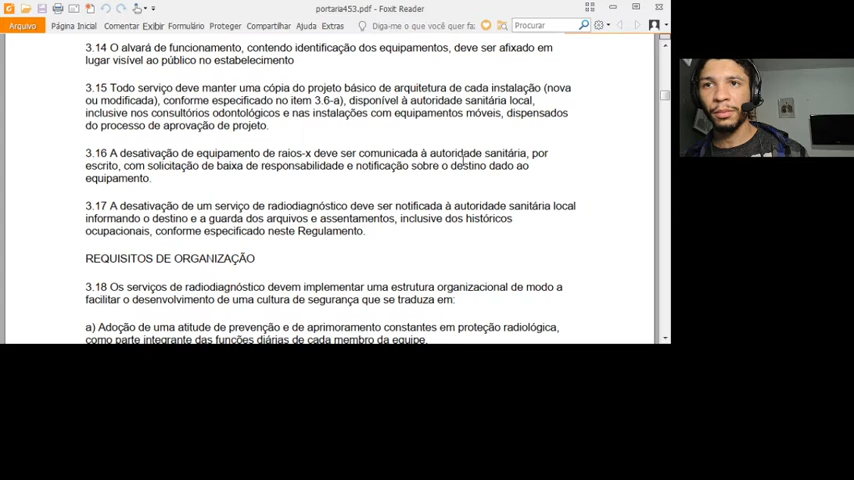 portaria453.pdf - Foxit Reader
Arquivo Página Inicial Comentar Exibir Formulário Proteger Compartilhar Ajuda Extras Diga-me o que você quer fa: Procurar
3.14 O alvará de funcionamento, contendo identificação dos equipamentos, deve ser afixado em
lugar visível ao público no estabelecimento
3.15 Todo serviço deve manter uma cópia do projeto básico de arquitetura de cada instalação (nova
ou modificada), conforme especificado no item 3.6-a), disponível à autoridade sanitária local,
inclusive nos consultórios odontológicos e nas instalações com equipamentos móveis, dispensados
do processo de aprovação de projeto.
3.16 A desativação de equipamento de raios-x deve ser comunicada à autoridade sanitária, por
escrito, com solicitação de baixa de responsabilidade e notificação sobre o destino dado ao
equipamento.
3.17 A desativação de um serviço de radiodiagnóstico deve ser notificada à autoridade sanitária local
informando o destino e a guarda dos arquivos e assentamentos, inclusive dos históricos
ocupacionais, conforme especificado neste Regulamento.
REQUISITOS DE ORGANIZAÇÃO
3.18 Os serviços de radiodiagnóstico devem implementar uma estrutura organizacional de modo a
facilitar o desenvolvimento de uma cultura de segurança que se traduza em:
a) Adoção de uma atitude de prevenção e de aprimoramento constantes em proteção radiológica,
como parte integrante das funções diárias de cada membro da equipe.